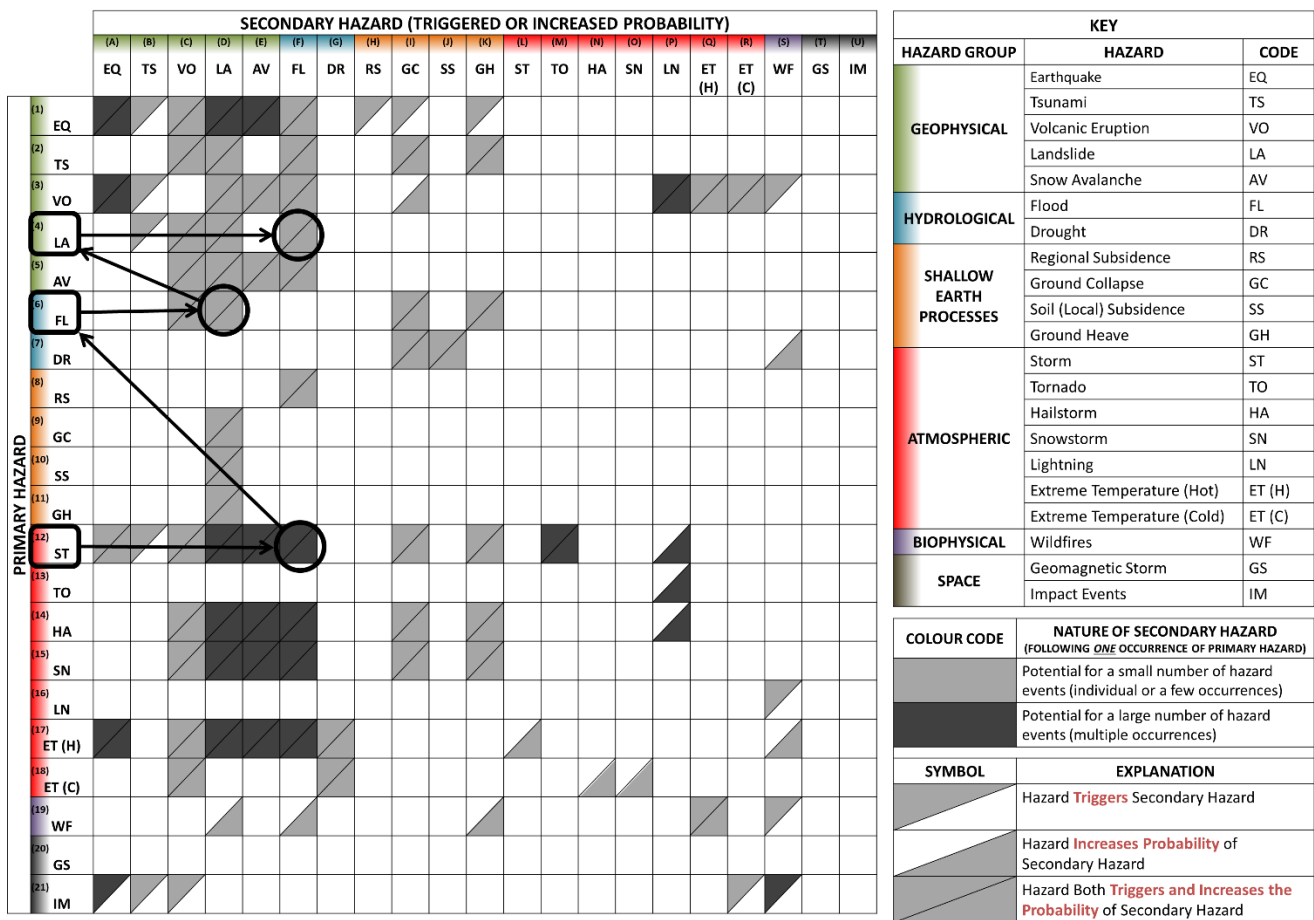 SECONDARY HAZARD (TRIGGERED OR INCREASED PROBABILITY)
(A) (B) (C) (D) (E) (F) (G) (H) (I) (J) (K) (L) (M) (N) (O) (P) (Q) (R) (S) (T) (U)
EQ TS VO LA AV FL DR RS GC SS GH ST TO HA SN LN ET (H) ET (C) WF GS IM
PRIMARY HAZARD
(1) EQ
(2) TS
(3) VO
(4) LA
(5) AV
(6) FL
(7) DR
(8) RS
(9) GC
(10) SS
(11) GH
(12) ST
(13) TO
(14) HA
(15) SN
(16) LN
(17) ET (H)
(18) ET (C)
(19) WF
(20) GS
(21) IM
KEY
HAZARD GROUP HAZARD CODE
GEOPHYSICAL
Earthquake EQ
Tsunami TS
Volcanic Eruption VO
Landslide LA
Snow Avalanche AV
HYDROLOGICAL
Flood FL
Drought DR
SHALLOW
EARTH
PROCESSES
Regional Subsidence RS
Ground Collapse GC
Soil (Local) Subsidence SS
Ground Heave GH
ATMOSPHERIC
Storm ST
Tornado TO
Hailstorm HA
Snowstorm SN
Lightning LN
Extreme Temperature (Hot) ET (H)
Extreme Temperature (Cold) ET (C)
BIOPHYSICAL
Wildfires WF
SPACE
Geomagnetic Storm GS
Impact Events IM
COLOUR CODE
NATURE OF SECONDARY HAZARD
(FOLLOWING ONE OCCURRENCE OF PRIMARY HAZARD)
Potential for a small number of hazard
events (individual or a few occurrences)
Potential for a large number of hazard
events (multiple occurrences)
SYMBOL EXPLANATION
Hazard Triggers Secondary Hazard
Hazard Increases Probability of
Secondary Hazard
Hazard Both Triggers and Increases the
Probability of Secondary Hazard